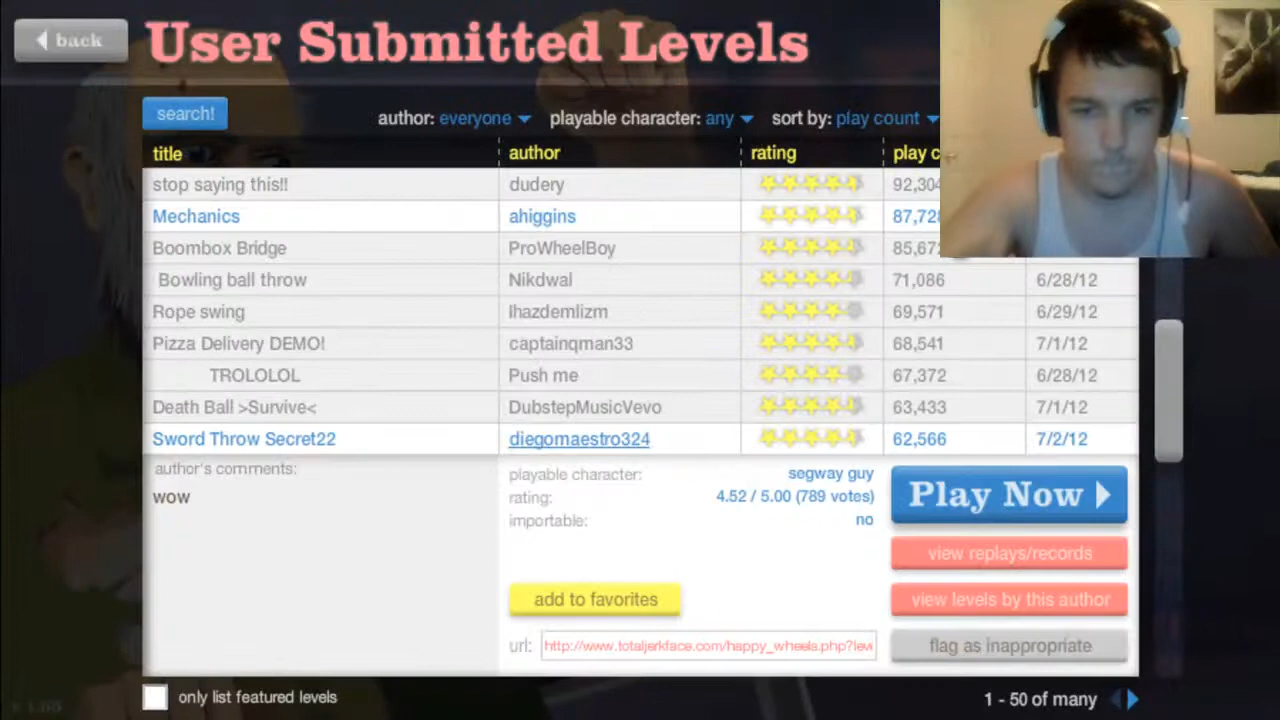 back
User Submitted Levels
search!
author: everyone playable character: any sort by: play count
title author rating play c
stop saying this!! dudery 92,304
Mechanics ahiggins 87,728
Boombox Bridge ProWheelBoy 85,672
Bowling ball throw Nikdwal 71,086 6/28/12
Rope swing Ihazdemlizm 69,571 6/29/12
Pizza Delivery DEMO! captainqman33 68,541 7/1/12
TROLOLOL Push me 67,372 6/28/12
Death Ball >Survive< DubstepMusicVevo 63,433 7/1/12
Sword Throw Secret22 diegomaestro324 62,566 7/2/12
author's comments:
wow
playable character: segway guy
rating: 4.52 / 5.00 (789 votes)
importable: no
Play Now
view replays/records
add to favorites
view levels by this author
url: http://www.totaljerkface.com/happy_wheels.php?lev
flag as inappropriate
only list featured levels
1 - 50 of many